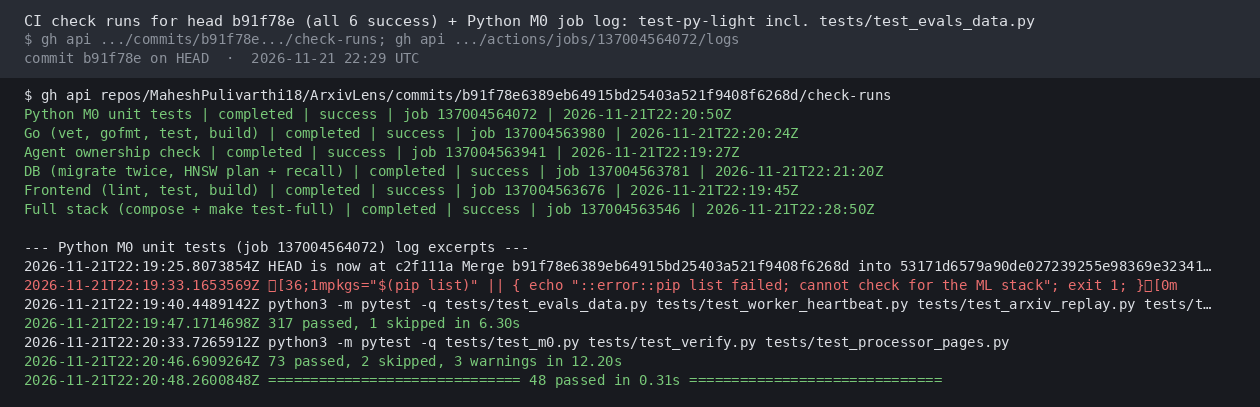 CI check runs for head b91f78e (all 6 success) + Python M0 job log: test-py-light incl. tests/test_evals_data.py
$ gh api .../commits/b91f78e.../check-runs; gh api .../actions/jobs/137004564072/logs
commit b91f78e on HEAD · 2026-11-21 22:29 UTC
$ gh api repos/MaheshPulivarthi18/ArxivLens/commits/b91f78e6389eb64915bd25403a521f9408f6268d/check-runs
Python M0 unit tests | completed | success | job 137004564072 | 2026-11-21T22:20:50Z
Go (vet, gofmt, test, build) | completed | success | job 137004563980 | 2026-11-21T22:20:24Z
Agent ownership check | completed | success | job 137004563941 | 2026-11-21T22:19:27Z
DB (migrate twice, HNSW plan + recall) | completed | success | job 137004563781 | 2026-11-21T22:21:20Z
Frontend (lint, test, build) | completed | success | job 137004563676 | 2026-11-21T22:19:45Z
Full stack (compose + make test-full) | completed | success | job 137004563546 | 2026-11-21T22:28:50Z
--- Python M0 unit tests (job 137004564072) log excerpts ---
2026-11-21T22:19:25.8073854Z HEAD is now at c2f111a Merge b91f78e6389eb64915bd25403a521f9408f6268d into 53171d6579a90de027239255e98369e32341…
2026-11-21T22:19:33.1653569Z ▯[36;1mpkgs="$(pip list)" || { echo "::error::pip list failed; cannot check for the ML stack"; exit 1; }▯[0m
2026-11-21T22:19:40.4489142Z python3 -m pytest -q tests/test_evals_data.py tests/test_worker_heartbeat.py tests/test_arxiv_replay.py tests/t…
2026-11-21T22:19:47.1714698Z 317 passed, 1 skipped in 6.30s
2026-11-21T22:20:33.7265912Z python3 -m pytest -q tests/test_m0.py tests/test_verify.py tests/test_processor_pages.py
2026-11-21T22:20:46.6909264Z 73 passed, 2 skipped, 3 warnings in 12.20s
2026-11-21T22:20:48.2600848Z ============================== 48 passed in 0.31s ==============================